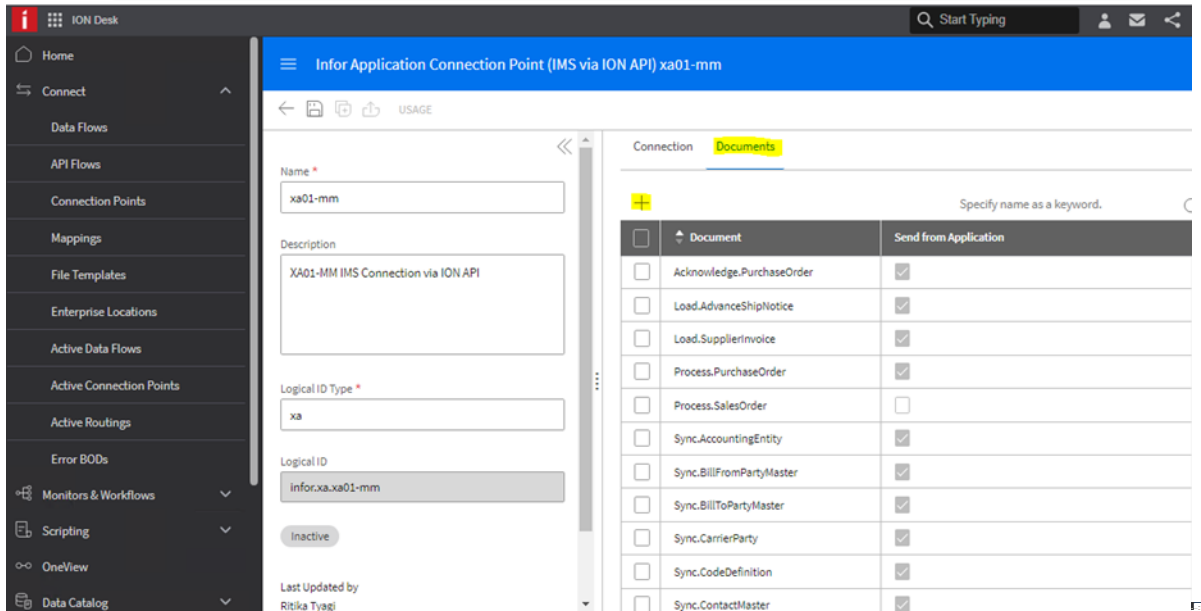 ION Desk
Start Typing
Home
Connect
Data Flows
API Flows
Connection Points
Mappings
File Templates
Enterprise Locations
Active Data Flows
Active Connection Points
Active Routings
Error BODs
Monitors & Workflows
Scripting
OneView
Data Catalog
Infor Application Connection Point (IMS via ION API) xa01-mm
USAGE
Name *
xa01-mm
Description
XA01-MM IMS Connection via ION API
Logical ID Type *
xa
Logical ID
infor.xa.xa01-mm
Inactive
Last Updated by
Ritika Tyagi
Connection Documents
Specify name as a keyword.
Document Send from Application
Acknowledge.PurchaseOrder
Load.AdvanceShipNotice
Load.SupplierInvoice
Process.PurchaseOrder
Process.SalesOrder
Sync.AccountingEntity
Sync.BillFromPartyMaster
Sync.BillToPartyMaster
Sync.CarrierParty
Sync.CodeDefinition
Sync.ContactMaster